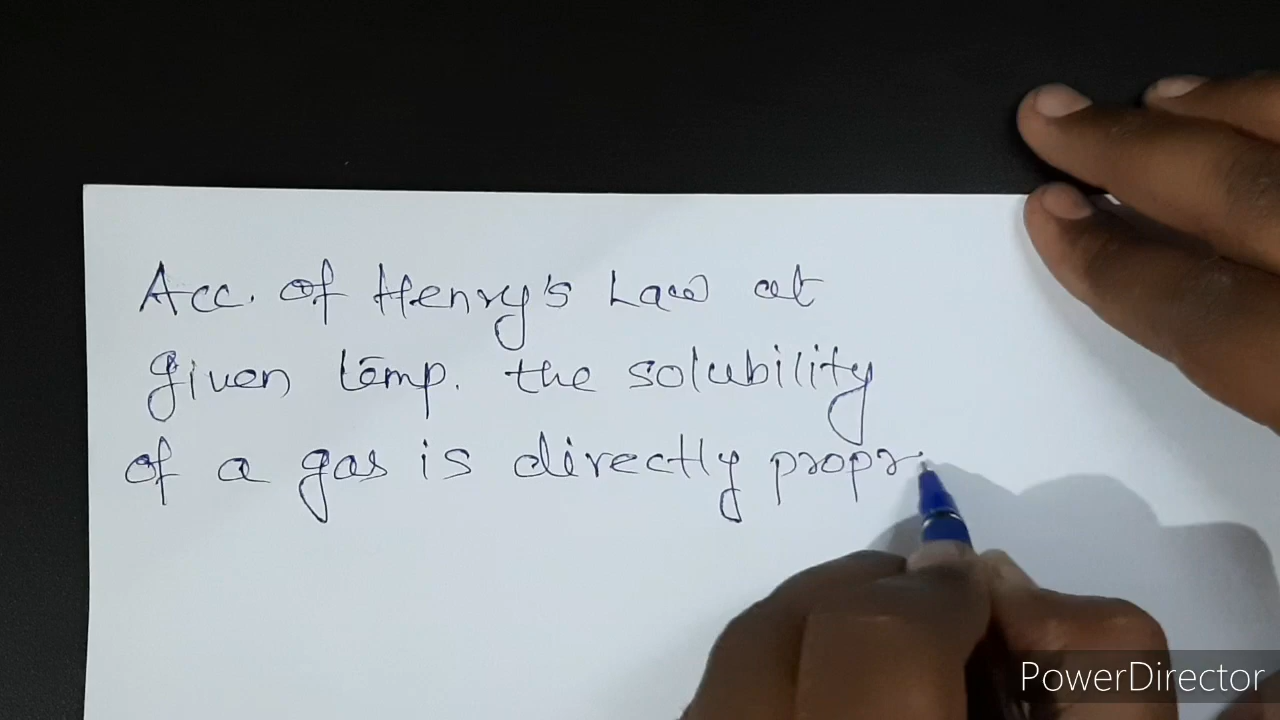 Acc. of Henry's Law at
given temp. the solubility
of a gas is directly propr
PowerDirector